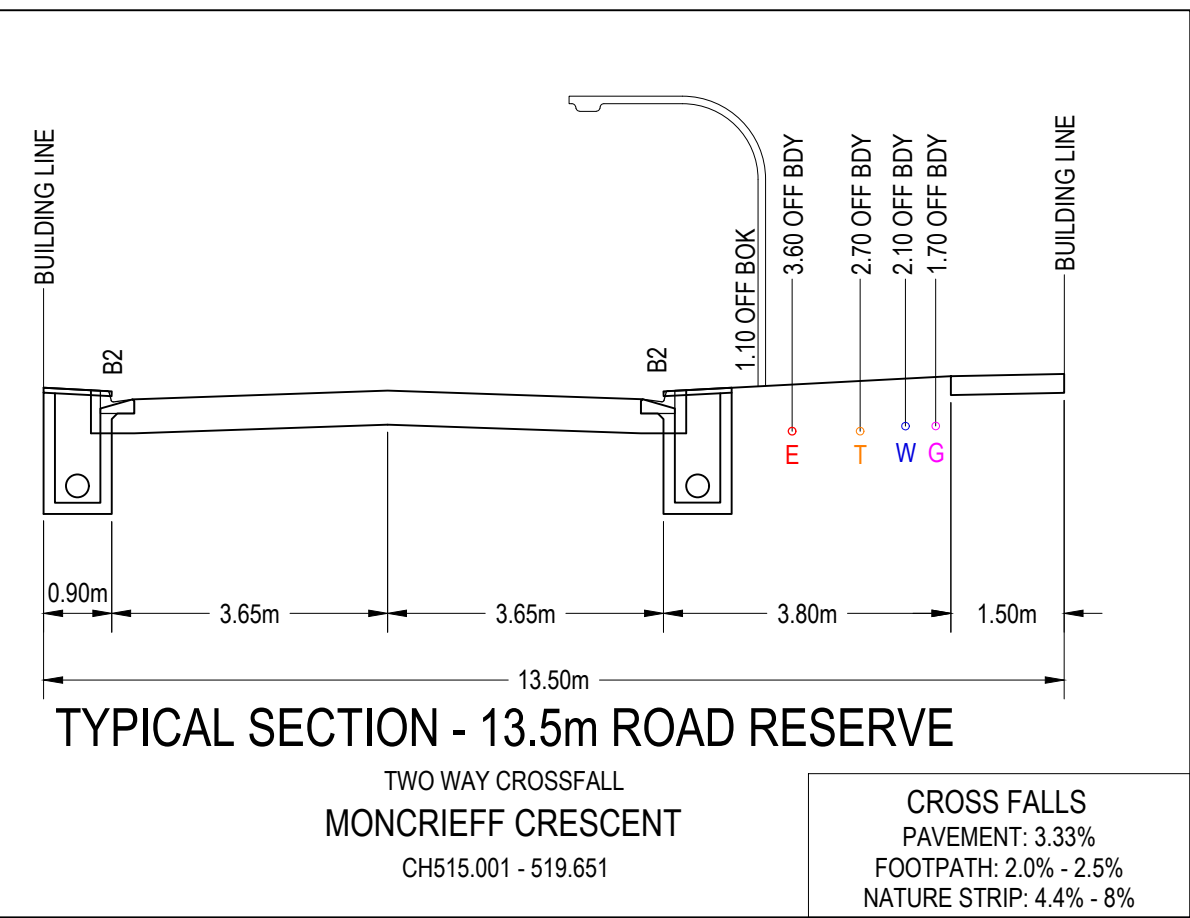 BUILDING LINE
B2
B2
1.10 OFF BOK
3.60 OFF BDY
2.70 OFF BDY
2.10 OFF BDY
1.70 OFF BDY
BUILDING LINE
E
T
W
G
0.90m
3.65m
3.65m
3.80m
1.50m
13.50m
TYPICAL SECTION - 13.5m ROAD RESERVE
TWO WAY CROSSFALL
MONCRIEFF CRESCENT
CH515.001 - 519.651
CROSS FALLS
PAVEMENT: 3.33%
FOOTPATH: 2.0% - 2.5%
NATURE STRIP: 4.4% - 8%